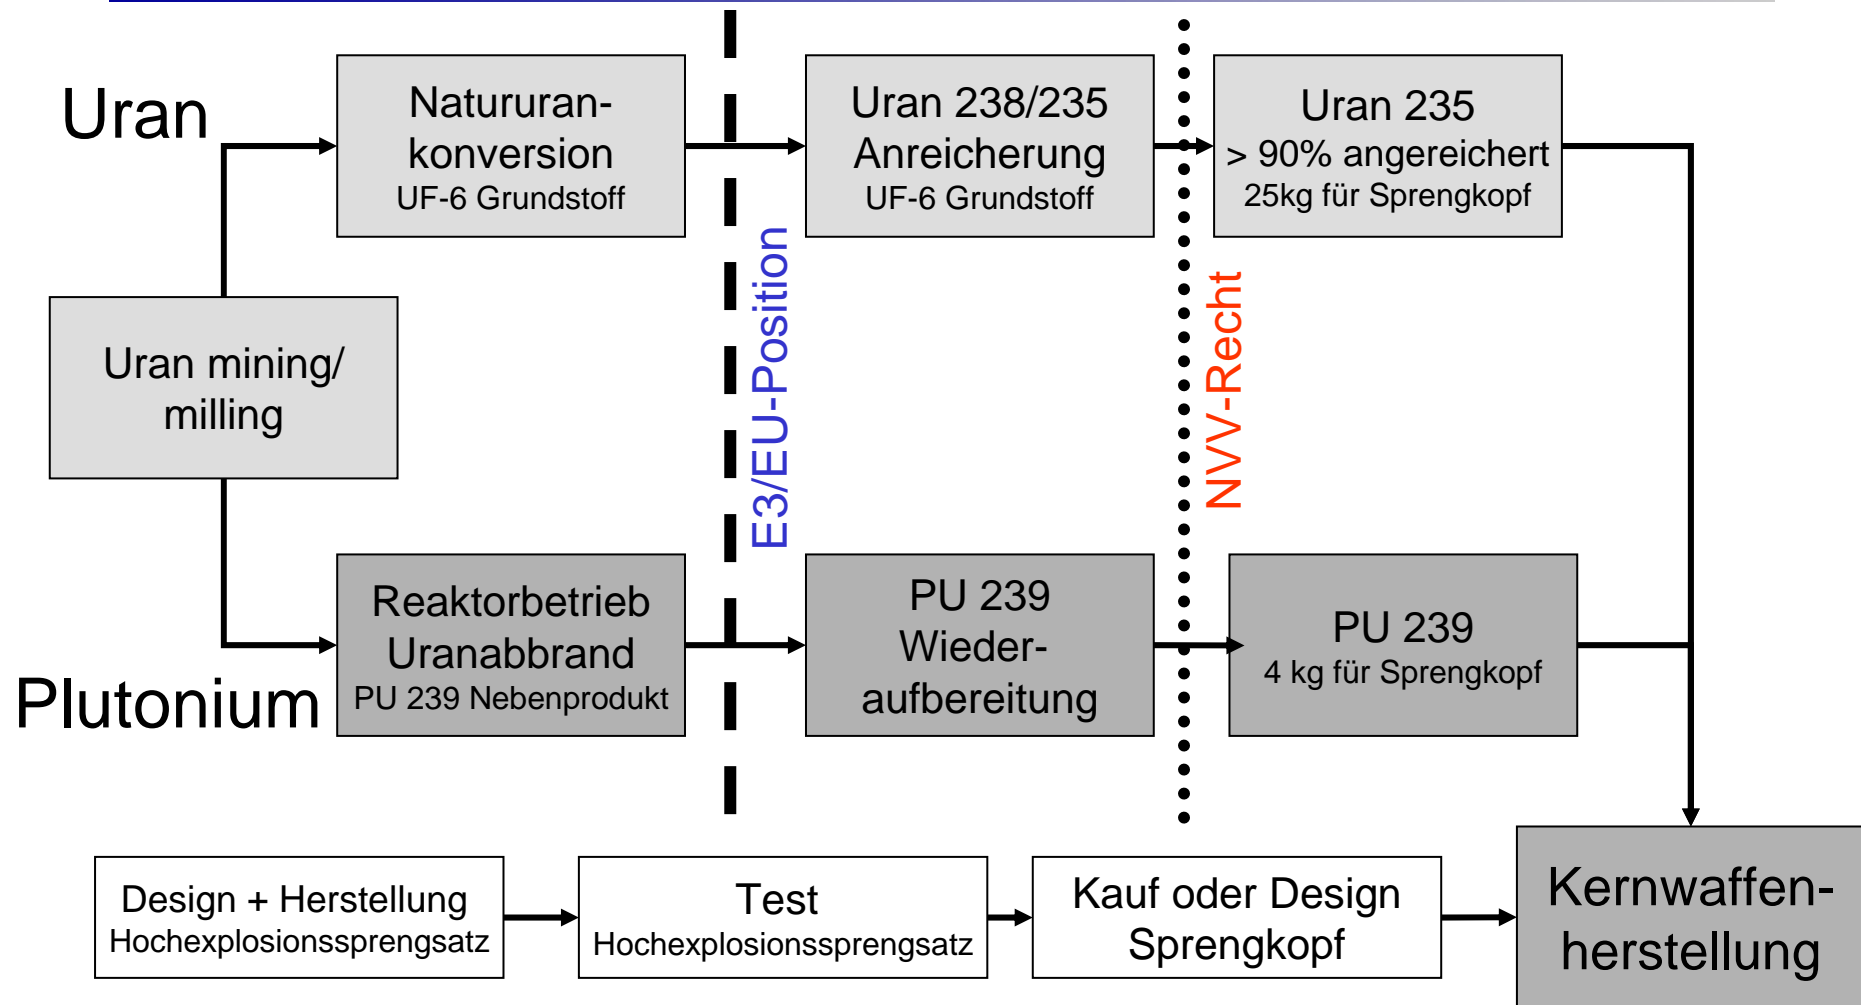 Uran
Natururan-
konversion
UF-6 Grundstoff
Uran 238/235
Anreicherung
UF-6 Grundstoff
Uran 235
> 90% angereichert
25kg für Sprengkopf
Uran mining/
milling
E3/EU-Position
NVV-Recht
Plutonium
Reaktorbetrieb
Uranabbrand
PU 239 Nebenprodukt
PU 239
Wieder-
aufbereitung
PU 239
4 kg für Sprengkopf
Design + Herstellung
Hochexplosionssprengsatz
Test
Hochexplosionssprengsatz
Kauf oder Design
Sprengkopf
Kernwaffen-
herstellung